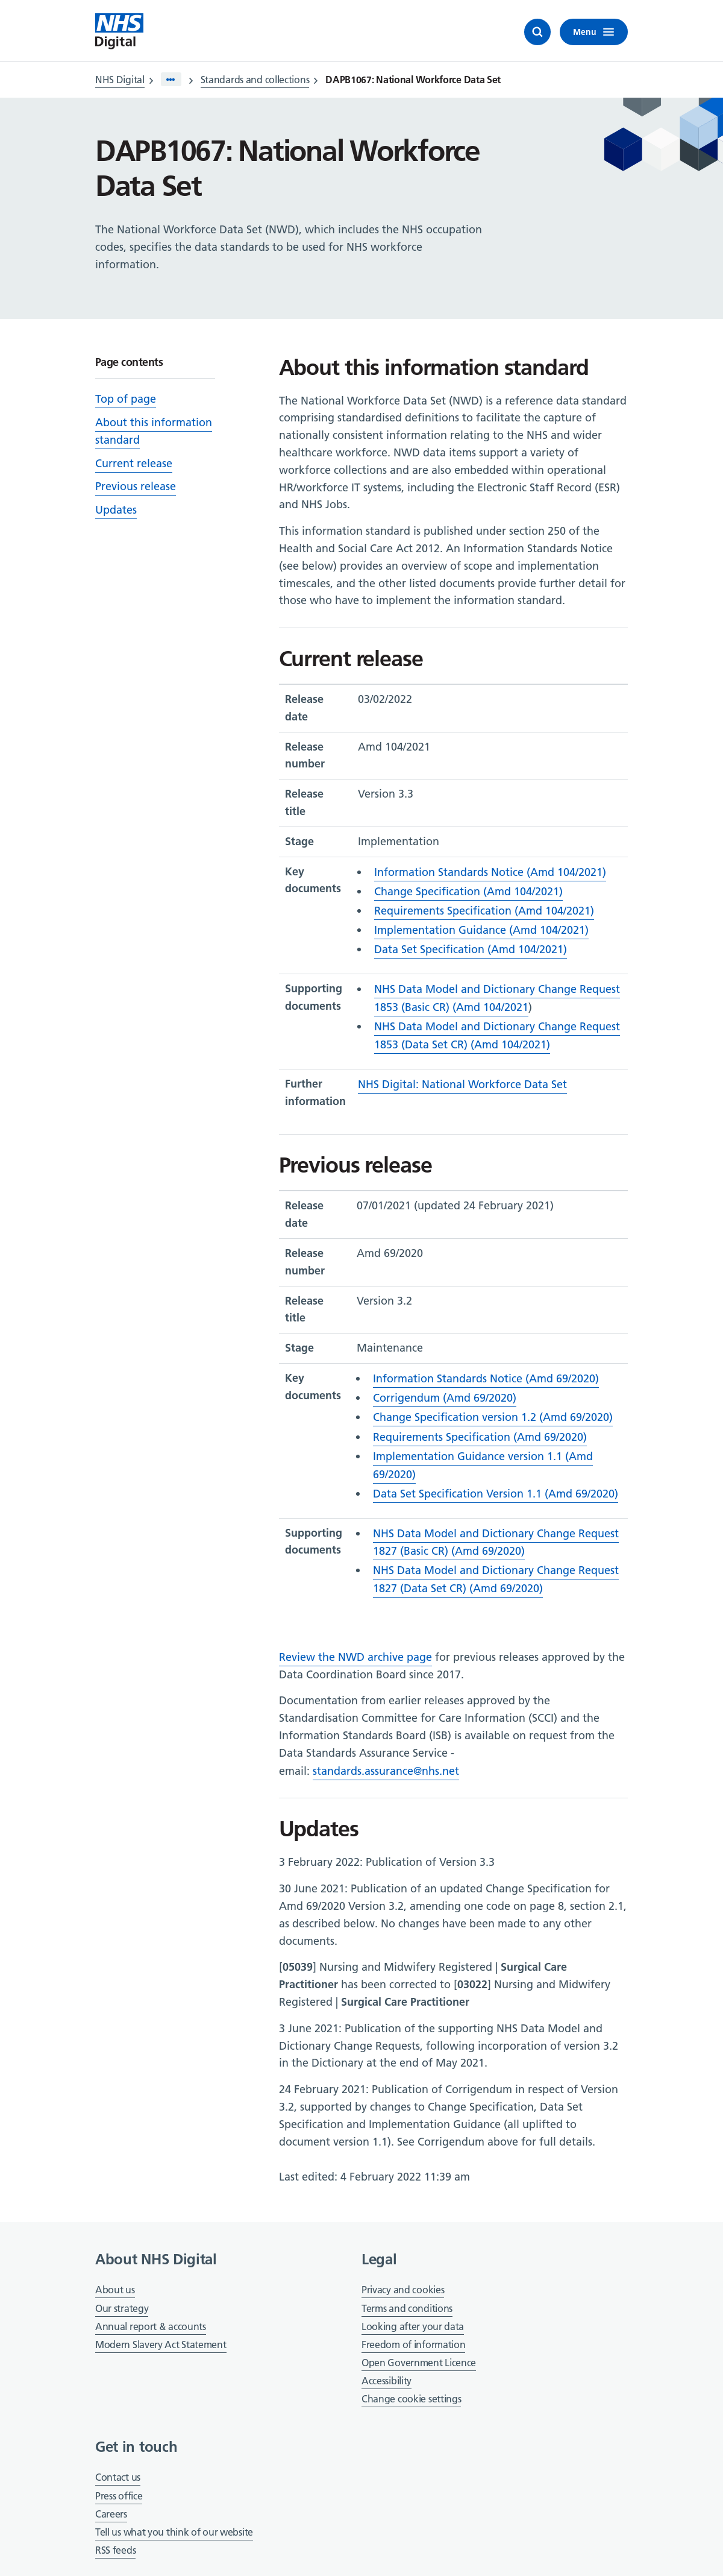 NHS
Digital
Menu
NHS Digital > ••• > Standards and collections > DAPB1067: National Workforce Data Set
DAPB1067: National Workforce
Data Set
The National Workforce Data Set (NWD), which includes the NHS occupation
codes, specifies the data standards to be used for NHS workforce
information.
Page contents
Top of page
About this information
standard
Current release
Previous release
Updates
About this information standard
The National Workforce Data Set (NWD) is a reference data standard
comprising standardised definitions to facilitate the capture of
nationally consistent information relating to the NHS and wider
healthcare workforce. NWD data items support a variety of
workforce collections and are also embedded within operational
HR/workforce IT systems, including the Electronic Staff Record (ESR)
and NHS Jobs.
This information standard is published under section 250 of the
Health and Social Care Act 2012. An Information Standards Notice
(see below) provides an overview of scope and implementation
timescales, and the other listed documents provide further detail for
those who have to implement the information standard.
Current release
Release
date
03/02/2022
Release
number
Amd 104/2021
Release
title
Version 3.3
Stage
Implementation
Key
documents
• Information Standards Notice (Amd 104/2021)
• Change Specification (Amd 104/2021)
• Requirements Specification (Amd 104/2021)
• Implementation Guidance (Amd 104/2021)
• Data Set Specification (Amd 104/2021)
Supporting
documents
• NHS Data Model and Dictionary Change Request
1853 (Basic CR) (Amd 104/2021)
• NHS Data Model and Dictionary Change Request
1853 (Data Set CR) (Amd 104/2021)
Further
information
NHS Digital: National Workforce Data Set
Previous release
Release
date
07/01/2021 (updated 24 February 2021)
Release
number
Amd 69/2020
Release
title
Version 3.2
Stage
Maintenance
Key
documents
• Information Standards Notice (Amd 69/2020)
• Corrigendum (Amd 69/2020)
• Change Specification version 1.2 (Amd 69/2020)
• Requirements Specification (Amd 69/2020)
• Implementation Guidance version 1.1 (Amd
69/2020)
• Data Set Specification Version 1.1 (Amd 69/2020)
Supporting
documents
• NHS Data Model and Dictionary Change Request
1827 (Basic CR) (Amd 69/2020)
• NHS Data Model and Dictionary Change Request
1827 (Data Set CR) (Amd 69/2020)
Review the NWD archive page for previous releases approved by the
Data Coordination Board since 2017.
Documentation from earlier releases approved by the
Standardisation Committee for Care Information (SCCI) and the
Information Standards Board (ISB) is available on request from the
Data Standards Assurance Service -
email: standards.assurance@nhs.net
Updates
3 February 2022: Publication of Version 3.3
30 June 2021: Publication of an updated Change Specification for
Amd 69/2020 Version 3.2, amending one code on page 8, section 2.1,
as described below. No changes have been made to any other
documents.
[05039] Nursing and Midwifery Registered | Surgical Care
Practitioner has been corrected to [03022] Nursing and Midwifery
Registered | Surgical Care Practitioner
3 June 2021: Publication of the supporting NHS Data Model and
Dictionary Change Requests, following incorporation of version 3.2
in the Dictionary at the end of May 2021.
24 February 2021: Publication of Corrigendum in respect of Version
3.2, supported by changes to Change Specification, Data Set
Specification and Implementation Guidance (all uplifted to
document version 1.1). See Corrigendum above for full details.
Last edited: 4 February 2022 11:39 am
About NHS Digital
About us
Our strategy
Annual report & accounts
Modern Slavery Act Statement
Legal
Privacy and cookies
Terms and conditions
Looking after your data
Freedom of information
Open Government Licence
Accessibility
Change cookie settings
Get in touch
Contact us
Press office
Careers
Tell us what you think of our website
RSS feeds